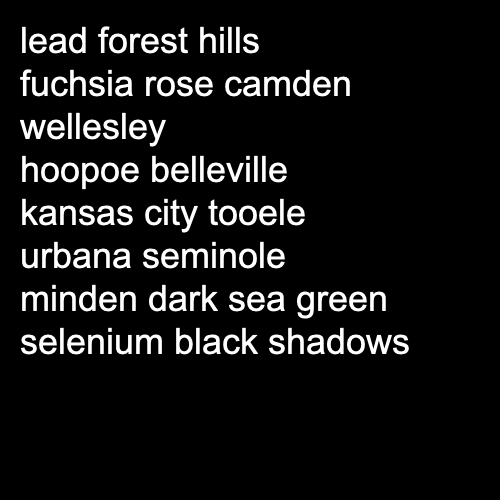 lead forest hills
fuchsia rose camden
wellesley
hoopoe belleville
kansas city tooele
urbana seminole
minden dark sea green
selenium black shadows